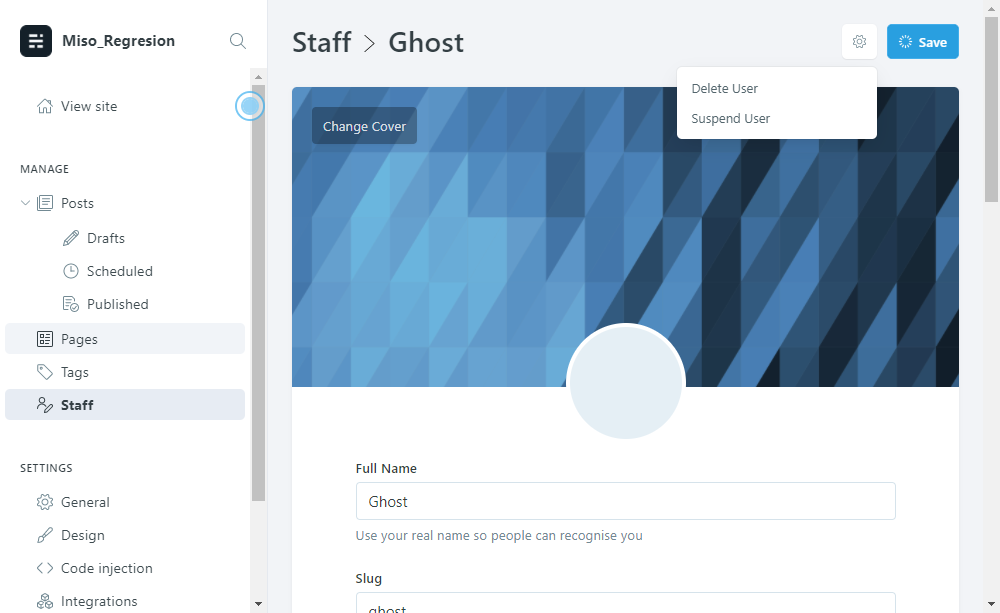 Miso_Regresion
View site
MANAGE
Posts
Drafts
Scheduled
Published
Pages
Tags
Staff
SETTINGS
General
Design
Code injection
Integrations
Staff > Ghost
Save
Delete User
Suspend User
Change Cover
Full Name
Ghost
Use your real name so people can recognise you
Slug
ghost